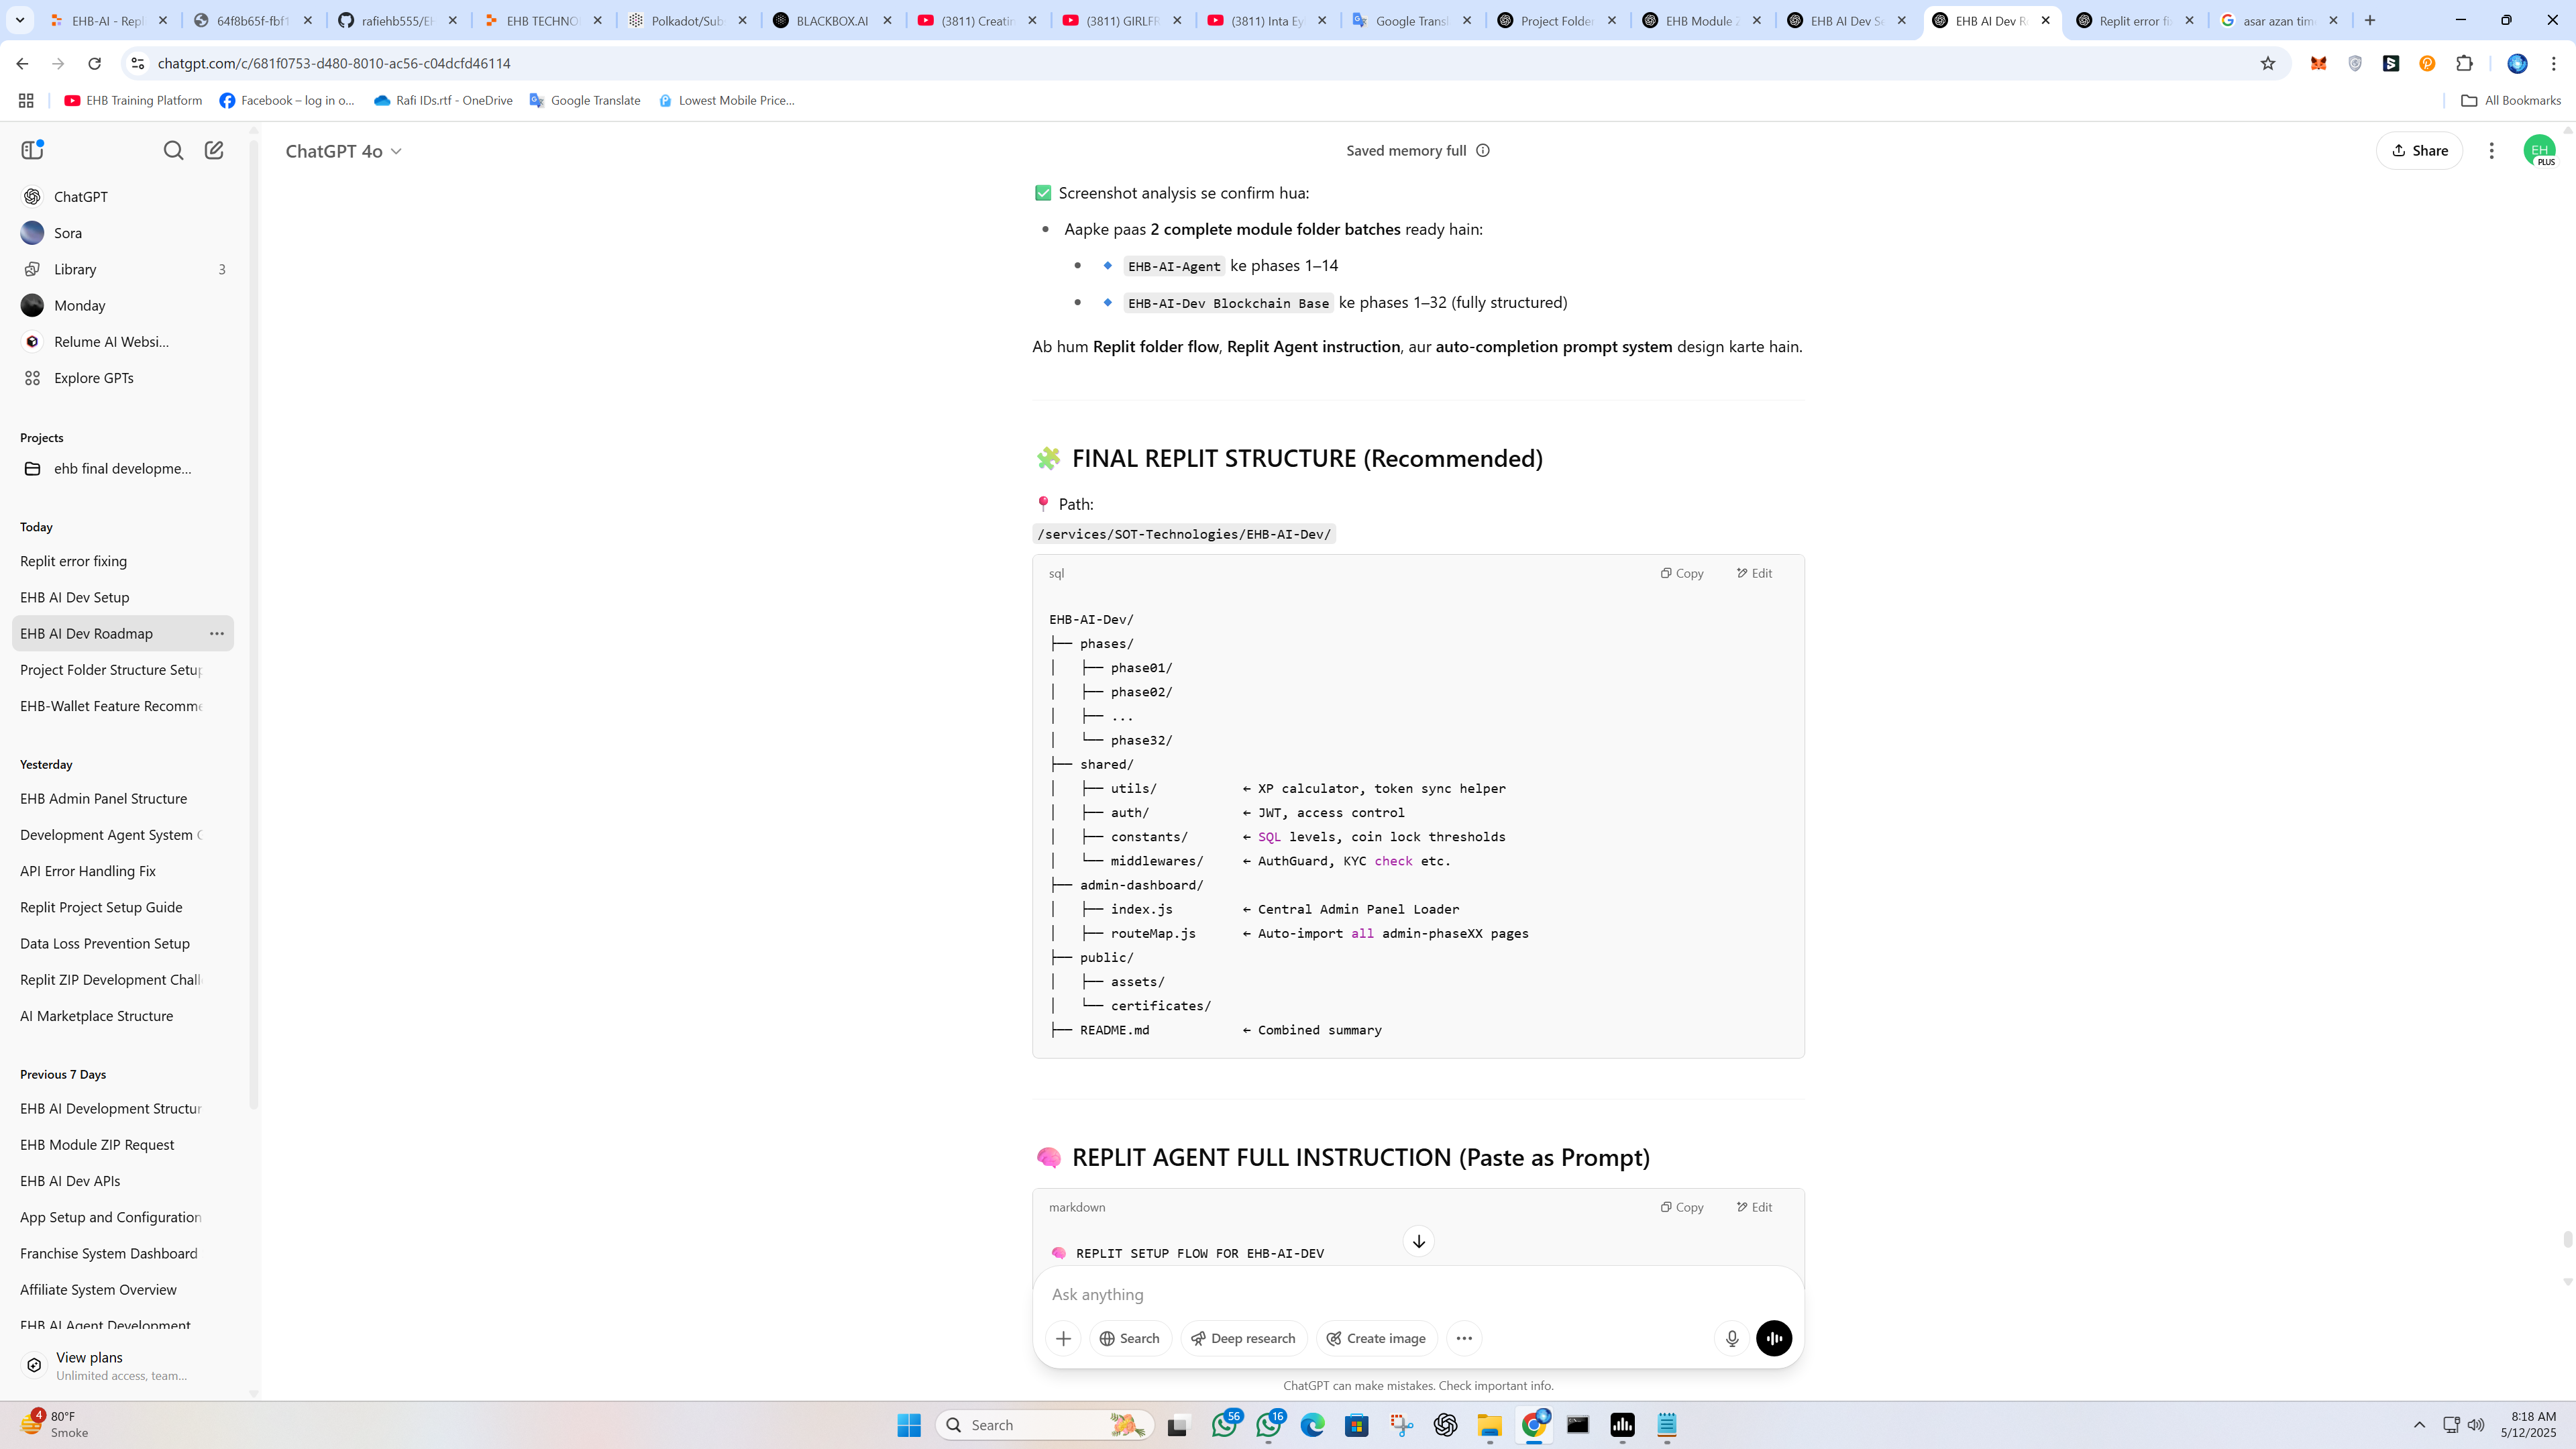 EHB-AI - Repli
64f8b65f-fbf1
rafiehb555/EH
EHB TECHNO
Polkadot/Sub
BLACKBOX.AI
(3811) Creatin
(3811) GIRLFR
(3811) Inta Ey
Google Transl
Project Folder
EHB Module Z
EHB AI Dev Se
EHB AI Dev Ro
Replit error fix
asar azan time
chatgpt.com/c/681f0753-d480-8010-ac56-c04dcfd46114
EHB Training Platform
Facebook – log in o...
Rafi IDs.rtf - OneDrive
Google Translate
Lowest Mobile Price...
All Bookmarks
ChatGPT 4o
Saved memory full
Share
EH
PLUS
ChatGPT
Sora
Library 3
Monday
Relume AI Websi...
Explore GPTs
Projects
ehb final developme...
Today
Replit error fixing
EHB AI Dev Setup
EHB AI Dev Roadmap
Project Folder Structure Setup
EHB-Wallet Feature Recomme
Yesterday
EHB Admin Panel Structure
Development Agent System
API Error Handling Fix
Replit Project Setup Guide
Data Loss Prevention Setup
Replit ZIP Development Chall
AI Marketplace Structure
Previous 7 Days
EHB AI Development Structur
EHB Module ZIP Request
EHB AI Dev APIs
App Setup and Configuration
Franchise System Dashboard
Affiliate System Overview
EHB AI Agent Development
View plans
Unlimited access, team...
✅ Screenshot analysis se confirm hua:
• Aapke paas 2 complete module folder batches ready hain:
• 🔹 EHB-AI-Agent ke phases 1–14
• 🔹 EHB-AI-Dev Blockchain Base ke phases 1–32 (fully structured)
Ab hum Replit folder flow, Replit Agent instruction, aur auto-completion prompt system design karte hain.
🧩 FINAL REPLIT STRUCTURE (Recommended)
📍 Path:
/services/SOT-Technologies/EHB-AI-Dev/
sql Copy Edit
EHB-AI-Dev/
├── phases/
│   ├── phase01/
│   ├── phase02/
│   ├── ...
│   └── phase32/
├── shared/
│   ├── utils/           ← XP calculator, token sync helper
│   ├── auth/            ← JWT, access control
│   ├── constants/       ← SQL levels, coin lock thresholds
│   └── middlewares/     ← AuthGuard, KYC check etc.
├── admin-dashboard/
│   ├── index.js         ← Central Admin Panel Loader
│   ├── routeMap.js      ← Auto-import all admin-phaseXX pages
├── public/
│   ├── assets/
│   └── certificates/
├── README.md            ← Combined summary
🧠 REPLIT AGENT FULL INSTRUCTION (Paste as Prompt)
markdown Copy Edit
🧠 REPLIT SETUP FLOW FOR EHB-AI-DEV
Ask anything
Search
Deep research
Create image
ChatGPT can make mistakes. Check important info.
4
80°F
Smoke
Search
56
16
8:18 AM
5/12/2025